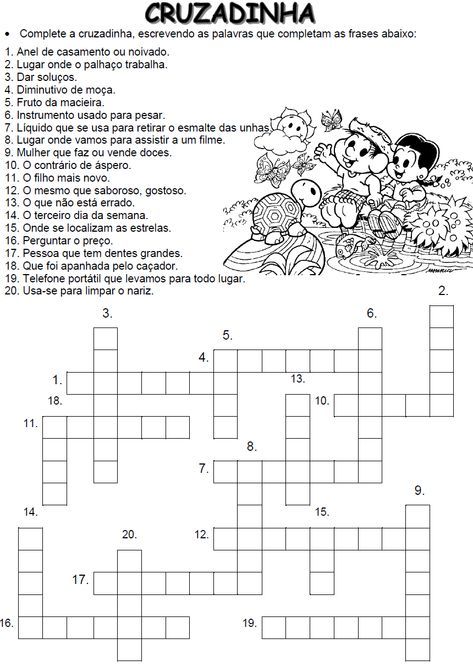 CRUZADINHA
• Complete a cruzadinha, escrevendo as palavras que completam as frases abaixo:
1. Anel de casamento ou noivado.
2. Lugar onde o palhaço trabalha.
3. Dar soluços.
4. Diminutivo de moça.
5. Fruto da macieira.
6. Instrumento usado para pesar.
7. Líquido que se usa para retirar o esmalte das unhas.
8. Lugar onde vamos para assistir a um filme.
9. Mulher que faz ou vende doces.
10. O contrário de áspero.
11. O filho mais novo.
12. O mesmo que saboroso, gostoso.
13. O que não está errado.
14. O terceiro dia da semana.
15. Onde se localizam as estrelas.
16. Perguntar o preço.
17. Pessoa que tem dentes grandes.
18. Que foi apanhada pelo caçador.
19. Telefone portátil que levamos para todo lugar.
20. Usa-se para limpar o nariz.
2.
3.
6.
5.
4.
1.
13.
18.
10.
11.
8.
7.
9.
14.
15.
20.
12.
17.
16.
19.